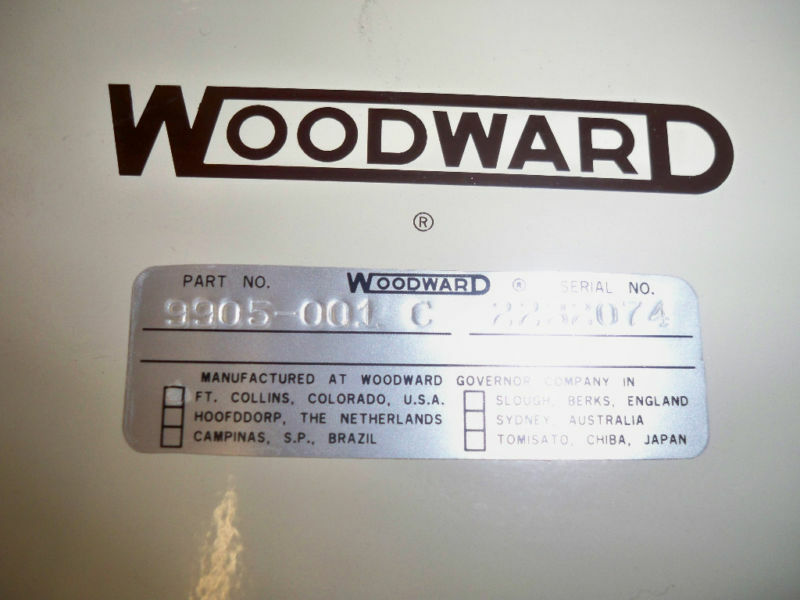 WOODWARD
®
PART NO. WOODWARD ® SERIAL NO.
9905-001 C 2232074
MANUFACTURED AT WOODWARD GOVERNOR COMPANY IN
FT. COLLINS, COLORADO, U.S.A. SLOUGH, BERKS, ENGLAND
HOOFDDORP, THE NETHERLANDS SYDNEY, AUSTRALIA
CAMPINAS, S.P., BRAZIL TOMISATO, CHIBA, JAPAN